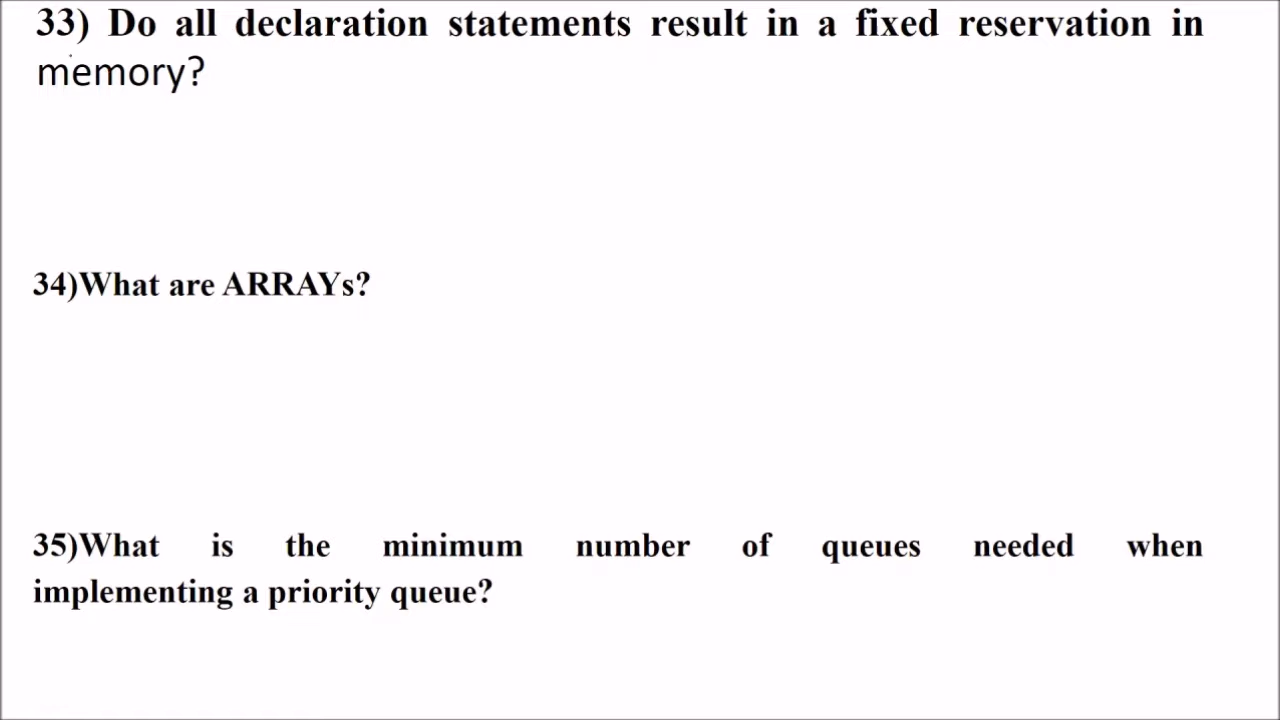 33) Do all declaration statements result in a fixed reservation in
memory?
34)What are ARRAYs?
35)What is the minimum number of queues needed when
implementing a priority queue?